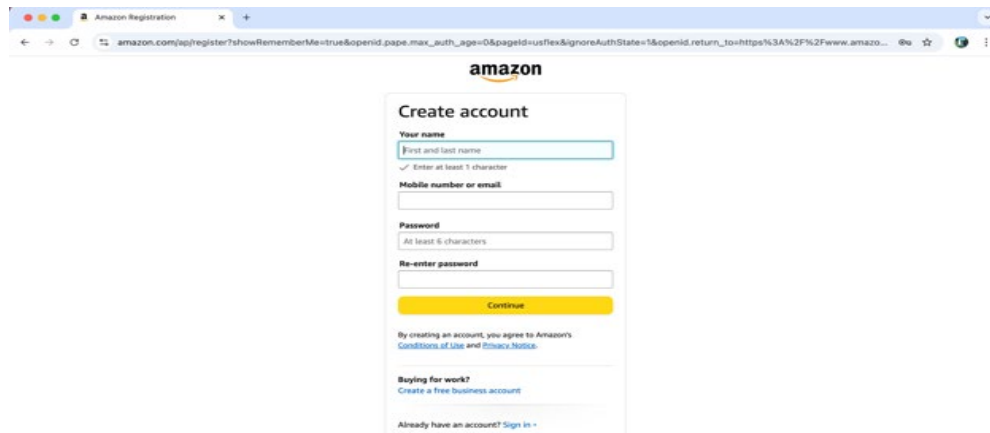 Amazon Registration
amazon.com/ap/register?showRememberMe=true&openid.pape.max_auth_age=0&pageId=usflex&ignoreAuthState=1&openid.return_to=https%3A%2F%2Fwww.amazo...
amazon
Create account
Your name
First and last name
Enter at least 1 character
Mobile number or email
Password
At least 6 characters
Re-enter password
Continue
By creating an account, you agree to Amazon's
Conditions of Use and Privacy Notice.
Buying for work?
Create a free business account
Already have an account? Sign in